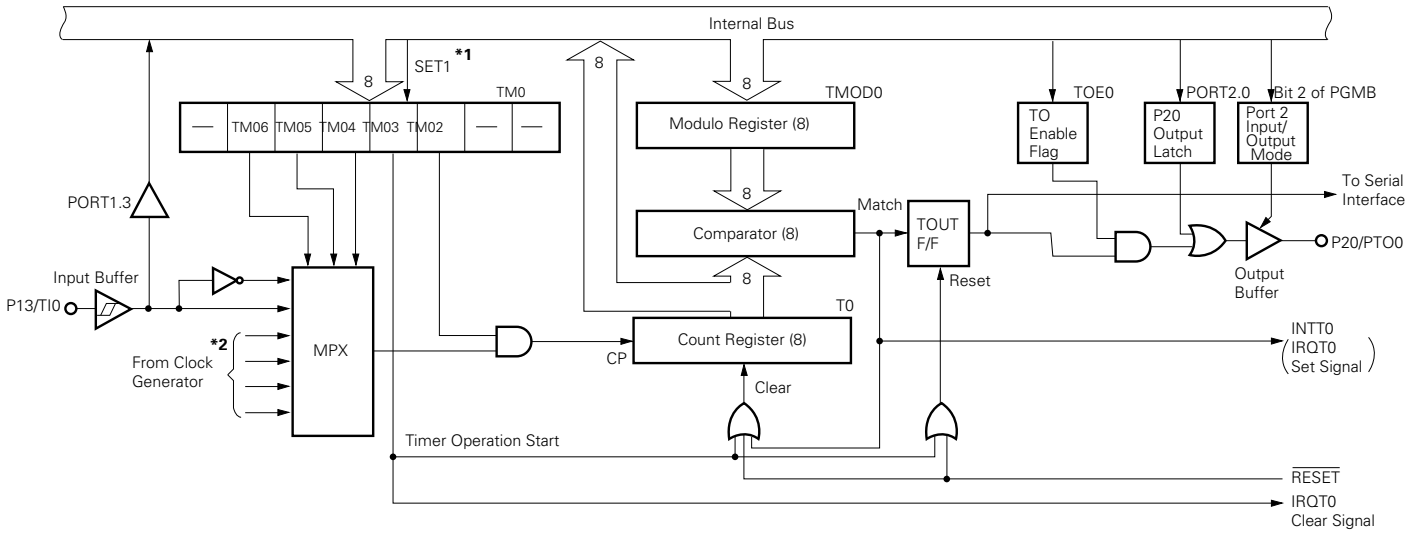 Internal Bus
SET1 *1
8
8
8
TM0
TMOD0
TOE0
PORT2.0
Bit 2 of PGMB
— TM06 TM05 TM04 TM03 TM02 — —
Modulo Register (8)
TO
Enable
Flag
P20
Output
Latch
Port 2
Input/
Output
Mode
8
To Serial
Interface
PORT1.3
Match
Comparator (8)
TOUT
F/F
P20/PTO0
Output
Buffer
Reset
8
Input Buffer
P13/TI0
T0
*2
From Clock
Generator
MPX
CP
Count Register (8)
INTT0
IRQT0
Set Signal
Clear
Timer Operation Start
RESET
IRQT0
Clear Signal